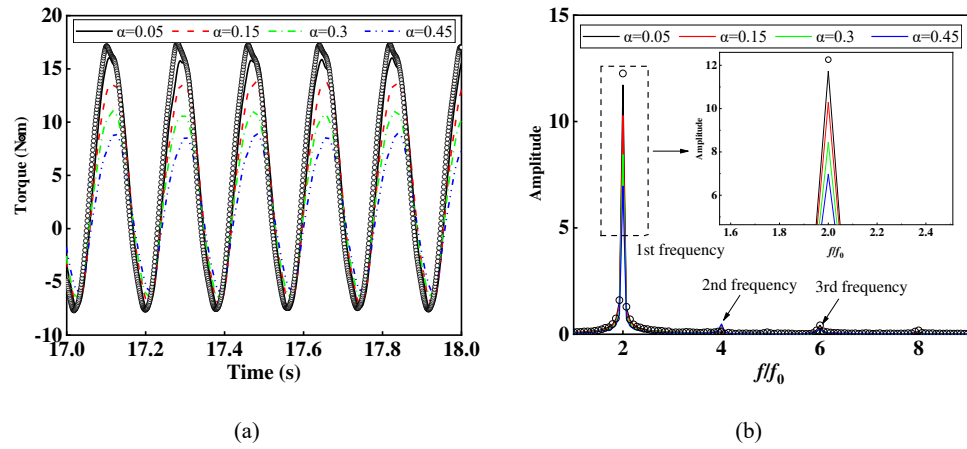 α=0.05 α=0.15 α=0.3 α=0.45
20
15
10
5
0
-5
-10
Torque (Nm)
17.0 17.2 17.4 17.6 17.8 18.0
Time (s)
(a)
α=0.05 α=0.15 α=0.3 α=0.45
15
10
5
0
Amplitude
12
10
8
6
Amplitude
1.6 1.8 2.0 2.2 2.4
f/f0
1st frequency
2nd frequency
3rd frequency
2 4 6 8
f/f0
(b)